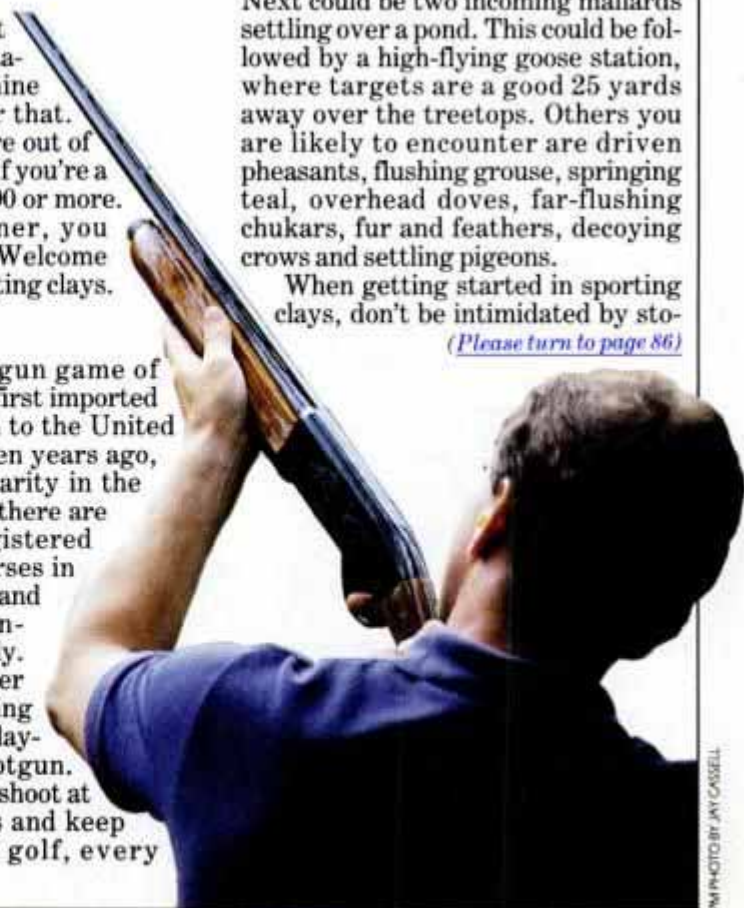 a-
ine
r that.
re out of
f you're a
00 or more.
ner, you
Welcome
ting clays.
gun game of
first imported
to the United
en years ago,
arity in the
there are
gistered
rses in
and
n-
y.
er
ng
lay-
otgun.
shoot at
s and keep
golf, every
Next could be two incoming mallards
settling over a pond. This could be fol-
lowed by a high-flying goose station,
where targets are a good 25 yards
away over the treetops. Others you
are likely to encounter are driven
pheasants, flushing grouse, springing
teal, overhead doves, far-flushing
chukars, fur and feathers, decoying
crows and settling pigeons.
When getting started in sporting
clays, don't be intimidated by sto-
(Please turn to page 86)
PM PHOTO BY JAY CASSELL